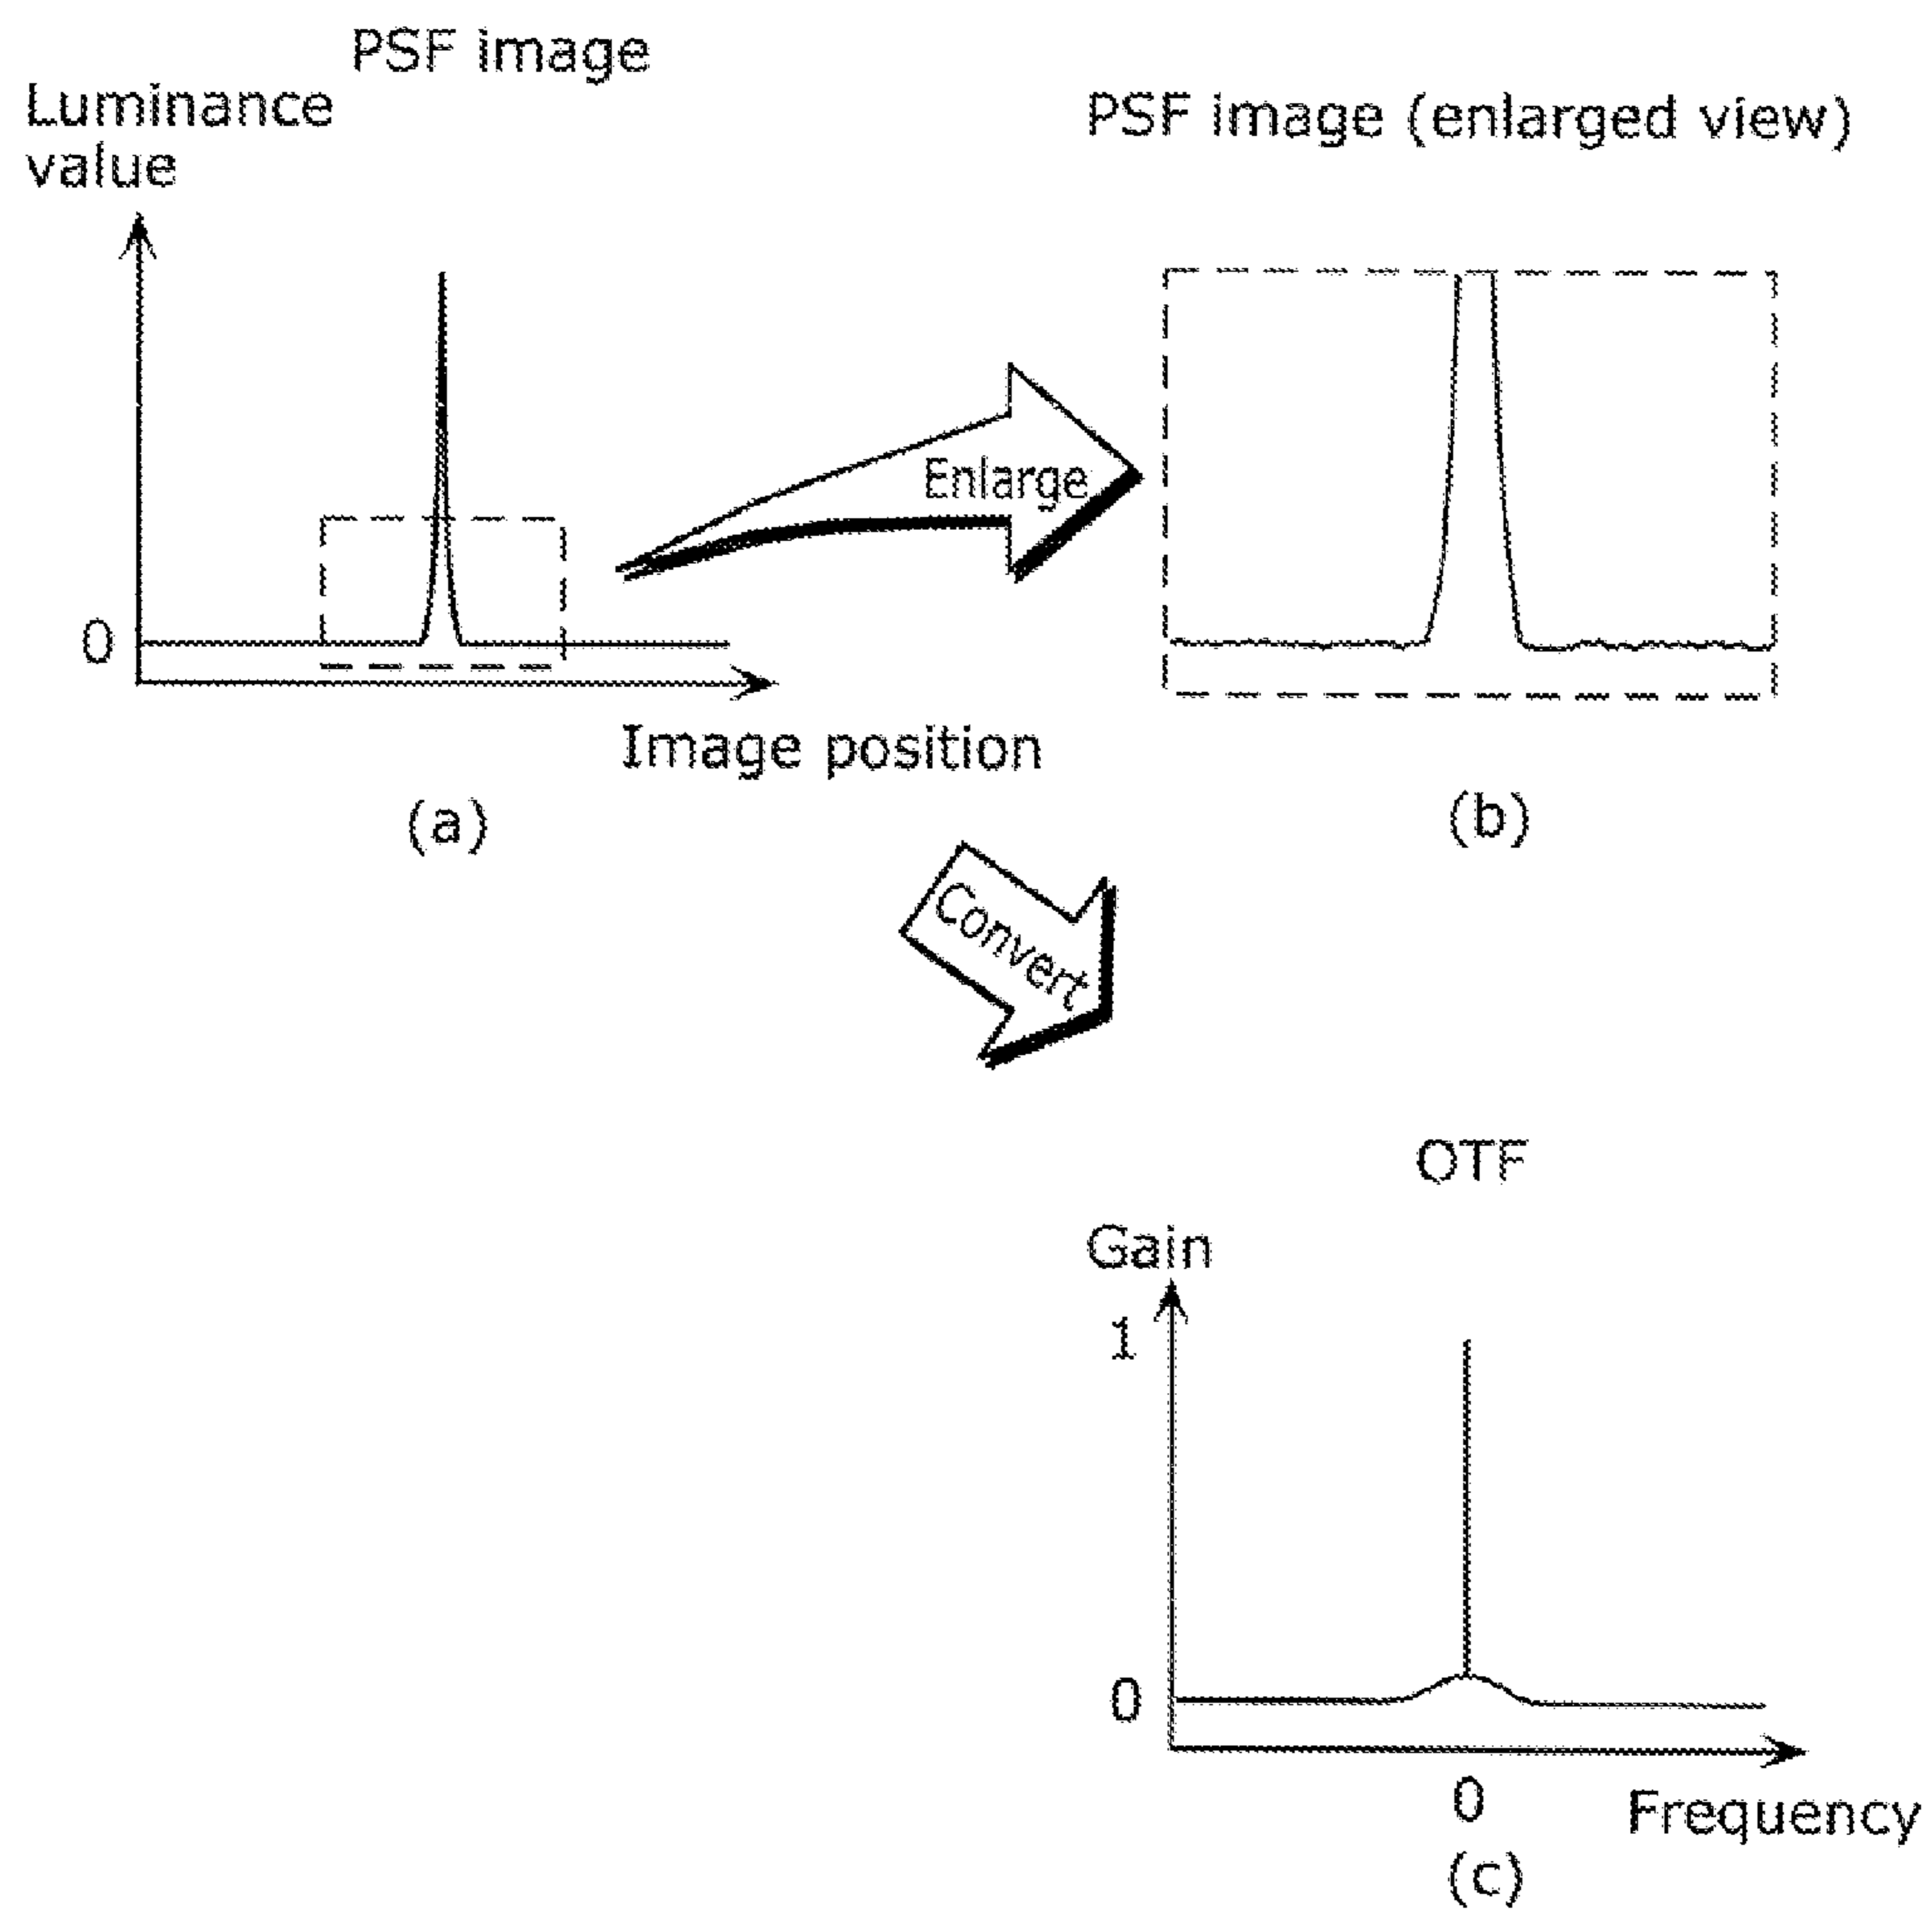 PSF image
Luminance
value
0
Image position
(a)
PSF image (enlarged view)
Enlarge
(b)
Convert
OTF
Gain
1
0
0
Frequency
(c)